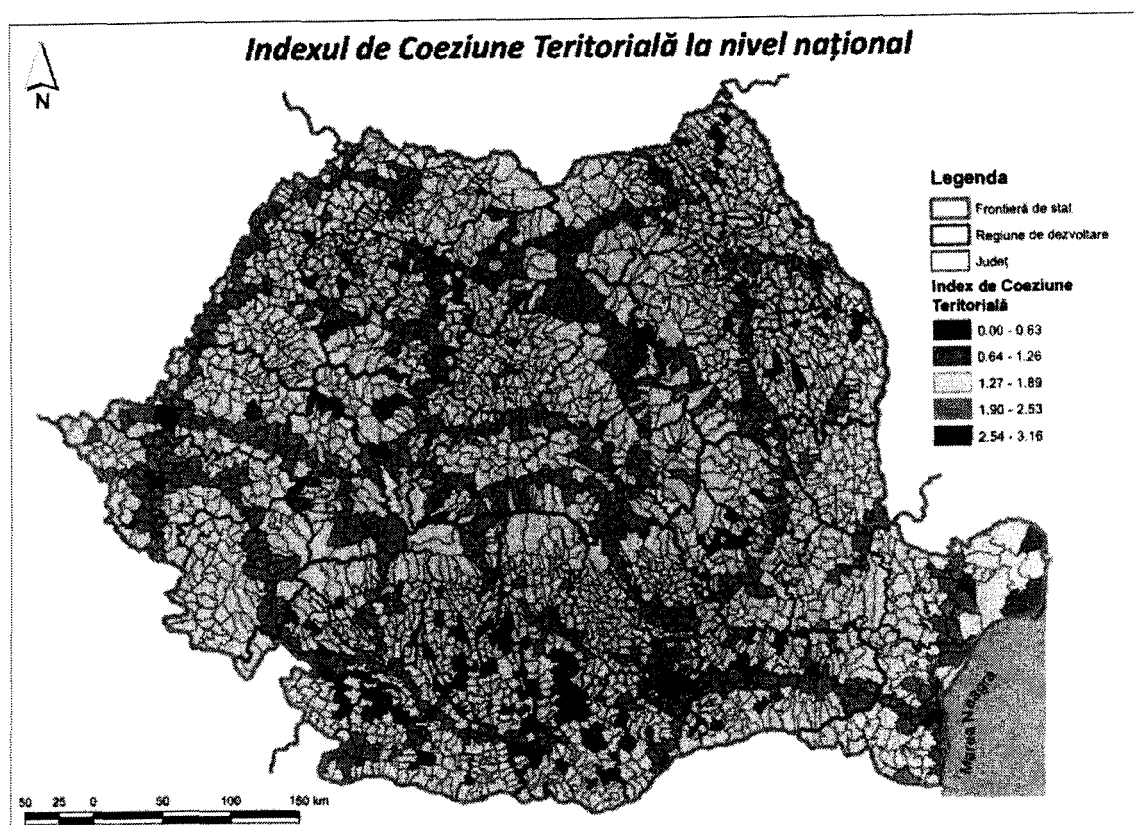 Indexul de Coeziune Teritorială la nivel național
N
Legenda
Frontieră de stat
Regiune de dezvoltare
Județ
Index de Coeziune
Teritorială
0.00 - 0.63
0.64 - 1.26
1.27 - 1.89
1.90 - 2.53
2.54 - 3.16
Marea Neagră
50 25 0 50 100 150 km